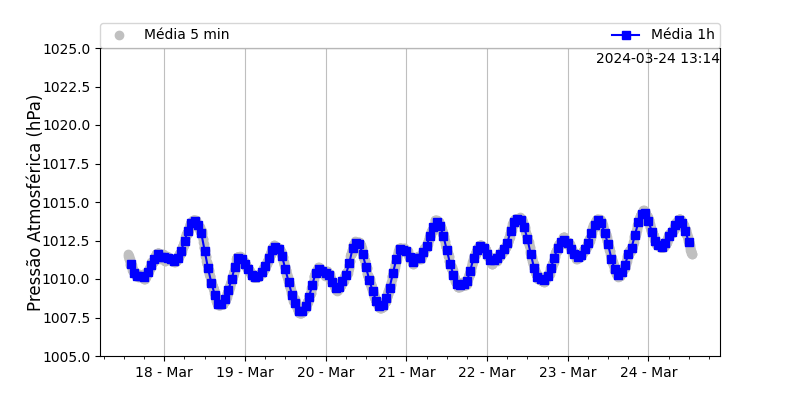 Média 5 min
Média 1h
2024-03-24 13:14
Pressão Atmosférica (hPa)
1025.0
1022.5
1020.0
1017.5
1015.0
1012.5
1010.0
1007.5
1005.0
18 - Mar
19 - Mar
20 - Mar
21 - Mar
22 - Mar
23 - Mar
24 - Mar